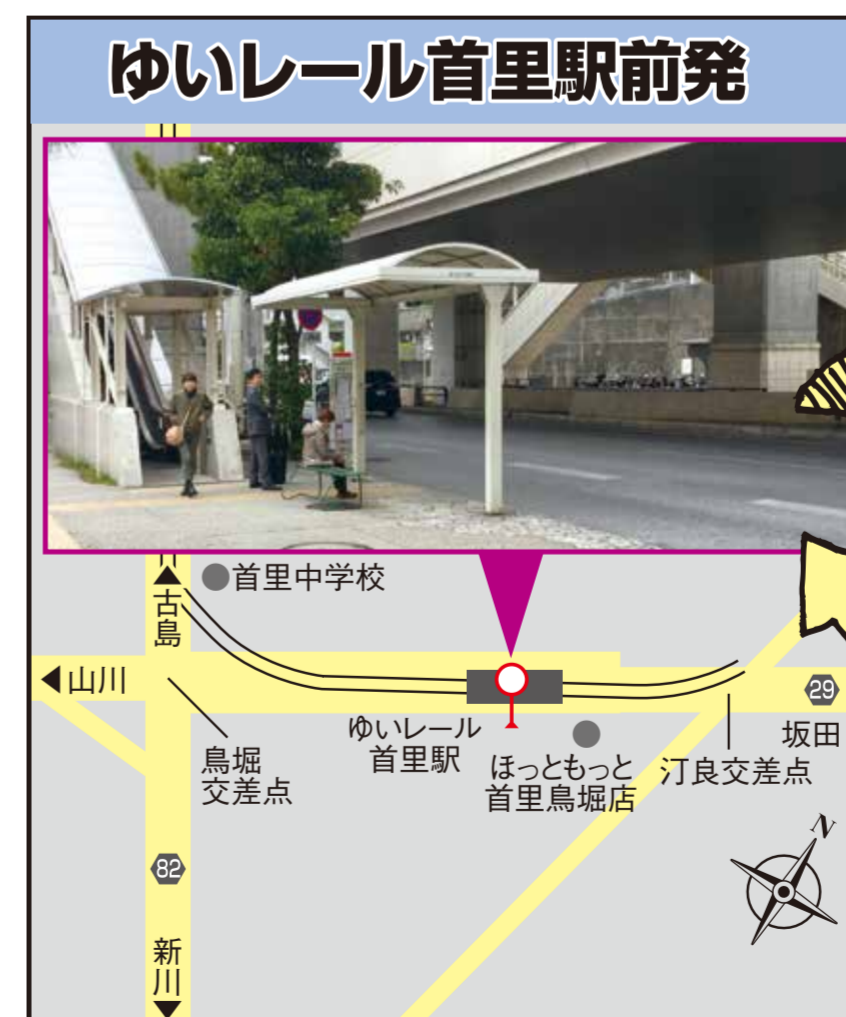 ゆいレール首里駅前発
首里中学校
古島
山川
ゆいレール
首里駅
鳥堀
交差点
ほっともっと
首里鳥堀店
汀良交差点
29
坂田
82
新川
N